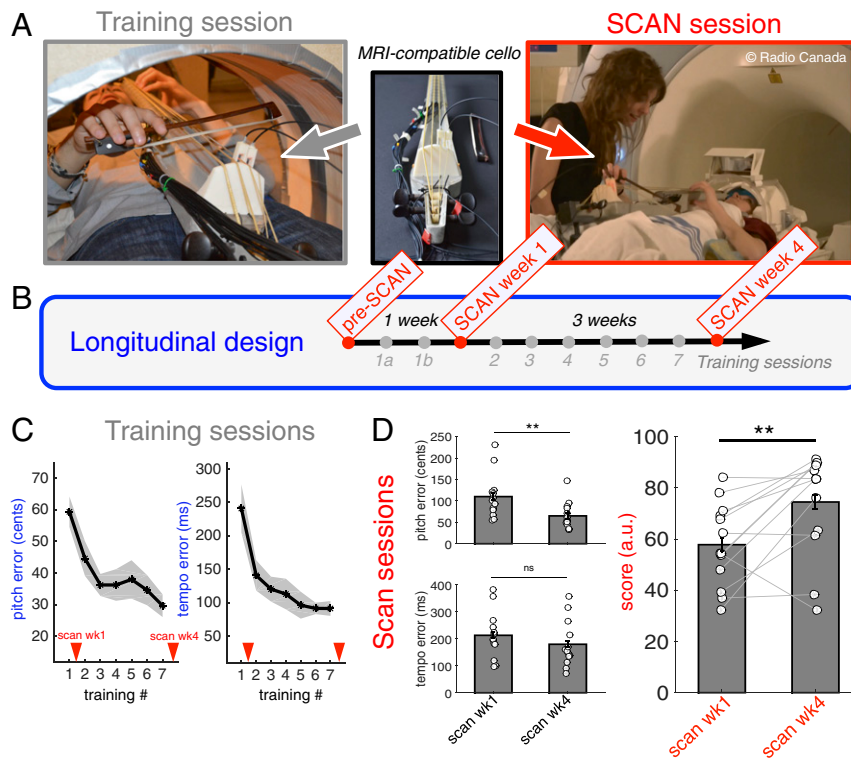 A
Training session
MRI-compatible cello
SCAN session
© Radio Canada
B
Longitudinal design
pre-SCAN
1 week
SCAN week 1
3 weeks
SCAN week 4
1a
1b
2
3
4
5
6
7
Training sessions
C
Training sessions
pitch error (cents)
70
60
50
40
30
20
scan wk1
scan wk4
1 2 3 4 5 6 7
training #
tempo error (ms)
300
250
200
150
100
50
1 2 3 4 5 6 7
training #
D
Scan sessions
pitch error (cents)
250
200
150
100
50
0
**
tempo error (ms)
400
300
200
100
0
ns
scan wk1
scan wk4
score (a.u.)
100
80
60
40
20
0
**
scan wk1
scan wk4